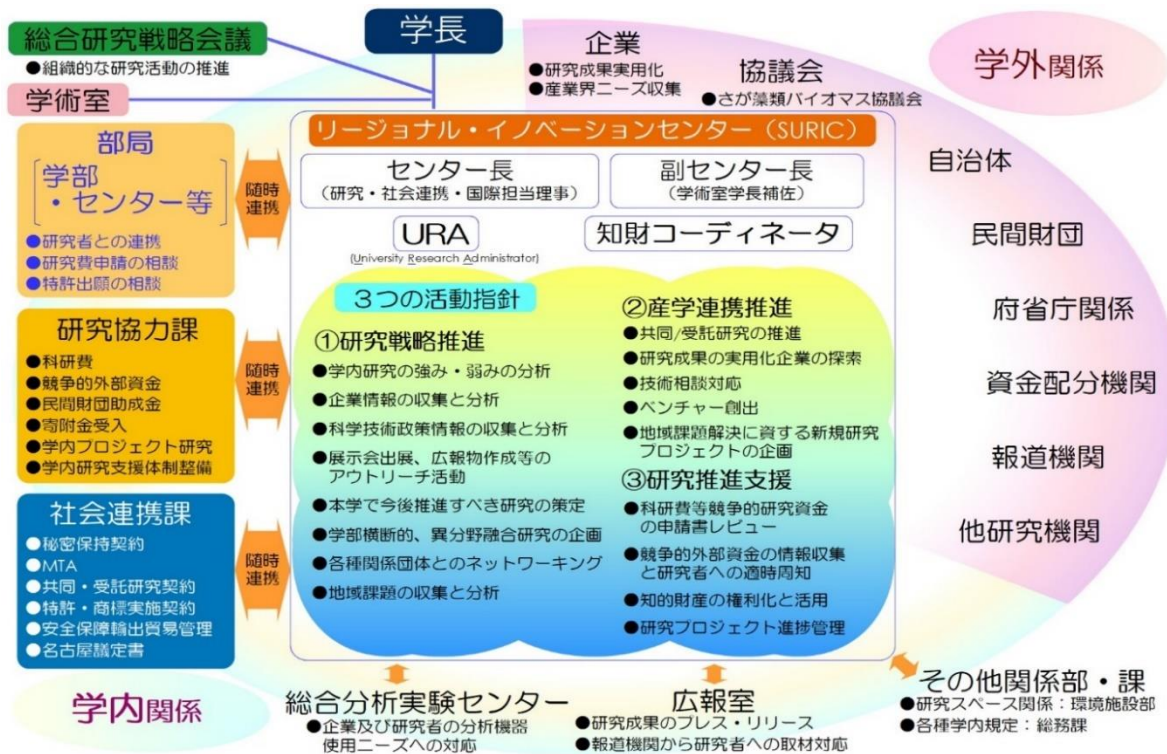 学長
総合研究戦略会議
●組織的な研究活動の推進
学術室
企業
●研究成果実用化
●産業界ニーズ収集
協議会
●さが藻類バイオマス協議会
学外関係
自治体
民間財団
府省庁関係
資金配分機関
報道機関
他研究機関
部局
学部
・センター等
●研究者との連携
●研究費申請の相談
●特許出願の相談
随時
連携
研究協力課
●科研費
●競争的外部資金
●民間財団助成金
●寄附金受入
●学内プロジェクト研究
●学内研究支援体制整備
随時
連携
社会連携課
●秘密保持契約
●MTA
●共同・受託研究契約
●特許・商標実施契約
●安全保障輸出貿易管理
●名古屋議定書
随時
連携
リージョナル・イノベーションセンター（SURIC）
センター長
（研究・社会連携・国際担当理事）
副センター長
（学術室学長補佐）
URA
(University Research Administrator)
知財コーディネータ
３つの活動指針
①研究戦略推進
●学内研究の強み・弱みの分析
●企業情報の収集と分析
●科学技術政策情報の収集と分析
●展示会出展、広報物作成等の
アウトリーチ活動
●本学で今後推進すべき研究の策定
●学部横断的、異分野融合研究の企画
●各種関係団体とのネットワーキング
●地域課題の収集と分析
②産学連携推進
●共同/受託研究の推進
●研究成果の実用化企業の探索
●技術相談対応
●ベンチャー創出
●地域課題解決に資する新規研究
プロジェクトの企画
③研究推進支援
●科研費等競争的研究資金
の申請書レビュー
●競争的外部資金の情報収集
と研究者への適時周知
●知的財産の権利化と活用
●研究プロジェクト進捗管理
学内関係
総合分析実験センター
●企業及び研究者の分析機器
使用ニーズへの対応
広報室
●研究成果のプレス・リリース
●報道機関から研究者への取材対応
その他関係部・課
●研究スペース関係：環境施設部
●各種学内規定：総務課